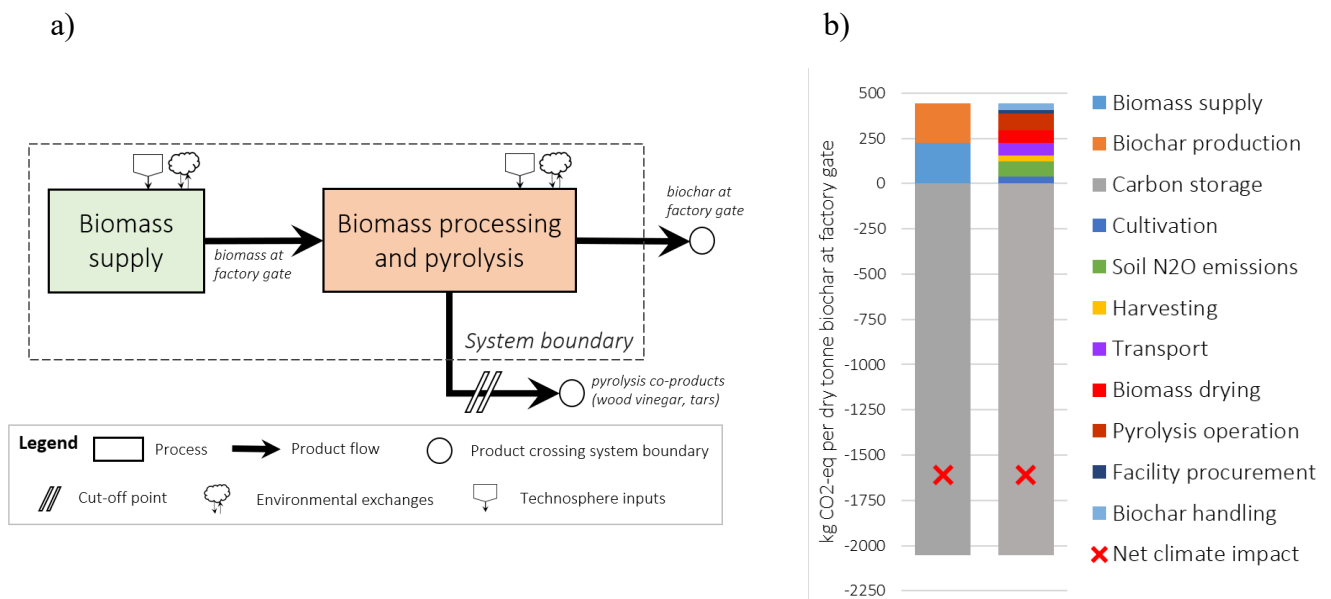 a)
Biomass
supply
biomass at
factory gate
Biomass processing
and pyrolysis
biochar at
factory gate
System boundary
pyrolysis co-products
(wood vinegar, tars)
Legend
Process
Product flow
Product crossing system boundary
Cut-off point
Environmental exchanges
Technosphere inputs
b)
kg CO2-eq per dry tonne biochar at factory gate
500
250
0
-250
-500
-750
-1000
-1250
-1500
-1750
-2000
-2250
Biomass supply
Biochar production
Carbon storage
Cultivation
Soil N2O emissions
Harvesting
Transport
Biomass drying
Pyrolysis operation
Facility procurement
Biochar handling
Net climate impact